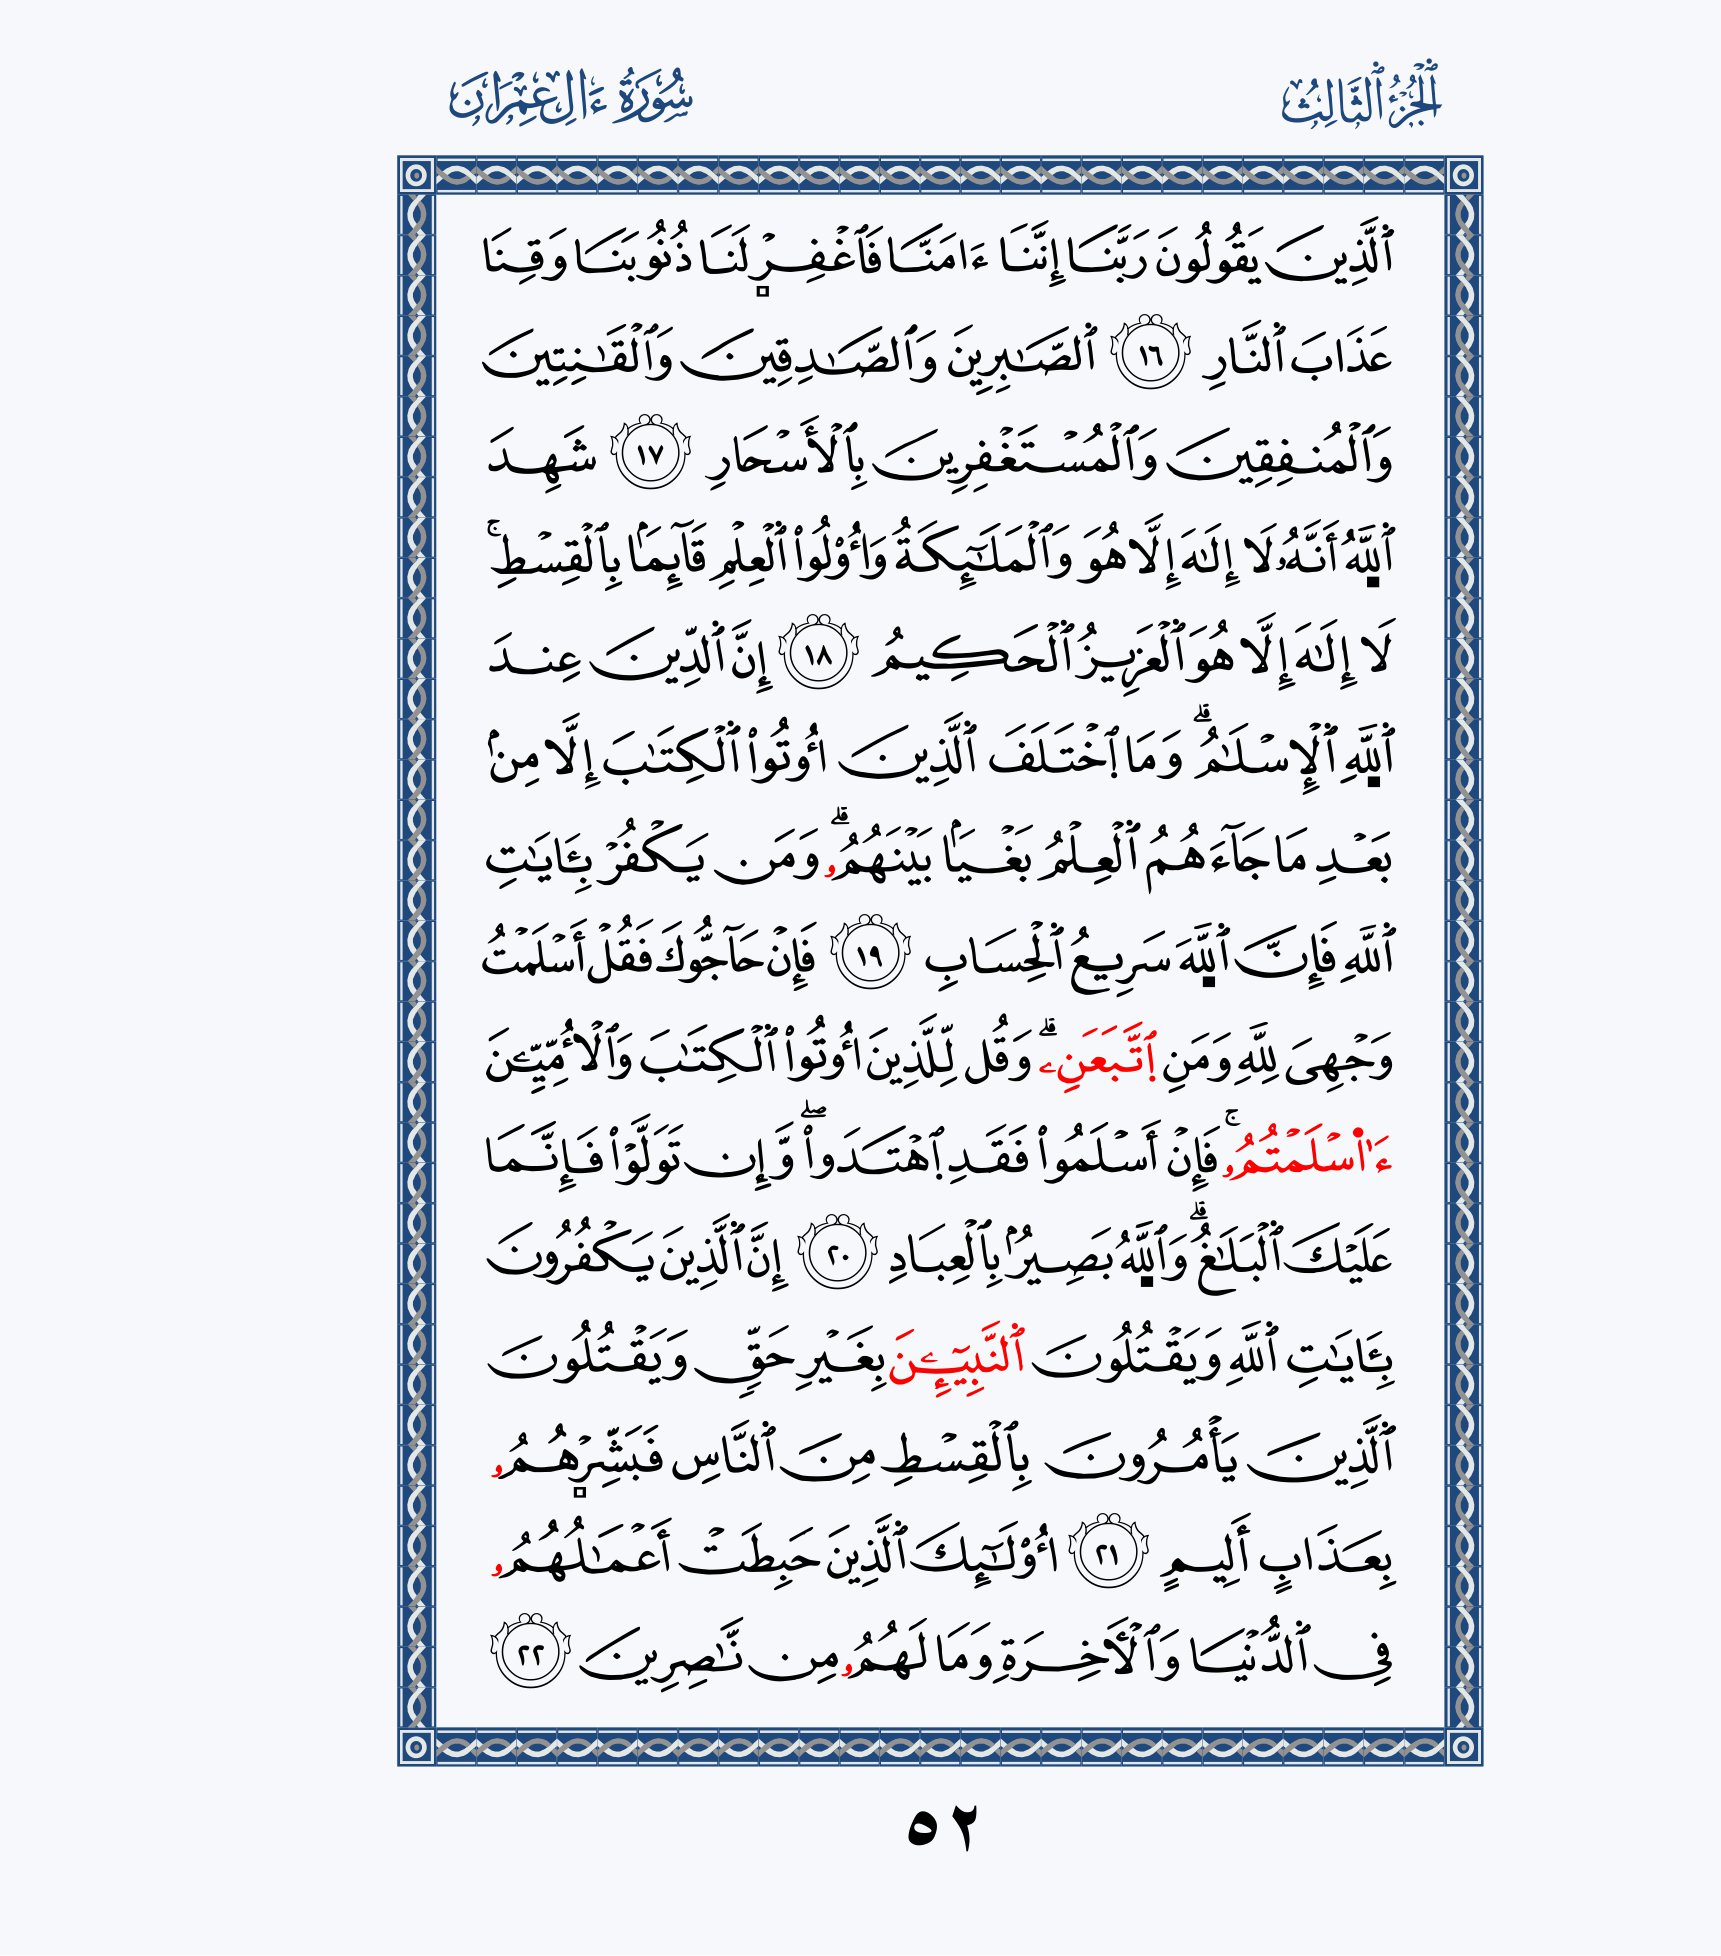 ٱلْجُزْءُ ٱلثَّالِثُ
سُورَةُ ءَالِ عِمْرَان
ٱلَّذِينَ يَقُولُونَ رَبَّنَا إِنَّنَا ءَامَنَّا فَٱغْفِرْ لَنَا ذُنُوبَنَا وَقِنَا
عَذَابَ ٱلنَّارِ ١٦ ٱلصَّٰبِرِينَ وَٱلصَّٰدِقِينَ وَٱلْقَٰنِتِينَ
وَٱلْمُنفِقِينَ وَٱلْمُسْتَغْفِرِينَ بِٱلْأَسْحَارِ ١٧ شَهِدَ
ٱللَّهُ أَنَّهُۥ لَا إِلَٰهَ إِلَّا هُوَ وَٱلْمَلَٰٓئِكَةُ وَأُو۟لُوا۟ ٱلْعِلْمِ قَآئِمَۢا بِٱلْقِسْطِۚ
لَا إِلَٰهَ إِلَّا هُوَ ٱلْعَزِيزُ ٱلْحَكِيمُ ١٨ إِنَّ ٱلدِّينَ عِندَ
ٱللَّهِ ٱلْإِسْلَٰمُۗ وَمَا ٱخْتَلَفَ ٱلَّذِينَ أُوتُوا۟ ٱلْكِتَٰبَ إِلَّا مِنۢ
بَعْدِ مَا جَآءَهُمُ ٱلْعِلْمُ بَغْيَۢا بَيْنَهُمُۥۗ وَمَن يَكْفُرْ بِـَٔايَٰتِ
ٱللَّهِ فَإِنَّ ٱللَّهَ سَرِيعُ ٱلْحِسَابِ ١٩ فَإِنْ حَآجُّوكَ فَقُلْ أَسْلَمْتُ
وَجْهِىَ لِلَّهِ وَمَنِ ٱتَّبَعَنِۦۗ وَقُل لِّلَّذِينَ أُوتُوا۟ ٱلْكِتَٰبَ وَٱلْأُمِّيِّـۧنَ
ءَا۬سْلَمْتُمُۥۚ فَإِنْ أَسْلَمُوا۟ فَقَدِ ٱهْتَدَوا۟ۖ وَّإِن تَوَلَّوْا۟ فَإِنَّمَا
عَلَيْكَ ٱلْبَلَٰغُۗ وَٱللَّهُ بَصِيرُۢ بِٱلْعِبَادِ ٢٠ إِنَّ ٱلَّذِينَ يَكْفُرُونَ
بِـَٔايَٰتِ ٱللَّهِ وَيَقْتُلُونَ ٱلنَّبِيٓـِٔۧنَ بِغَيْرِ حَقٍّ وَيَقْتُلُونَ
ٱلَّذِينَ يَأْمُرُونَ بِٱلْقِسْطِ مِنَ ٱلنَّاسِ فَبَشِّرْهُمُۥ
بِعَذَابٍ أَلِيمٍ ٢١ أُو۟لَٰٓئِكَ ٱلَّذِينَ حَبِطَتْ أَعْمَٰلُهُمُۥ
فِى ٱلدُّنْيَا وَٱلْأَخِرَةِ وَمَا لَهُمُۥ مِن نَّٰصِرِينَ ٢٢
٥٢